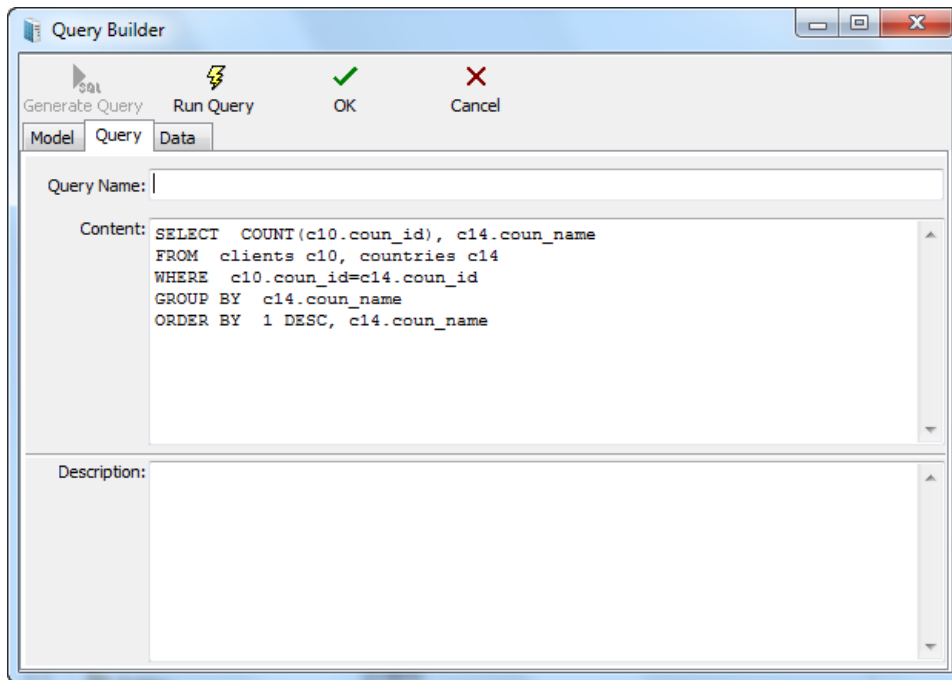 Query Builder
SQL
Generate Query Run Query OK Cancel
Model Query Data
Query Name:
Content:
SELECT  COUNT(c10.coun_id), c14.coun_name
FROM  clients c10, countries c14
WHERE  c10.coun_id=c14.coun_id
GROUP BY  c14.coun_name
ORDER BY  1 DESC, c14.coun_name
Description: